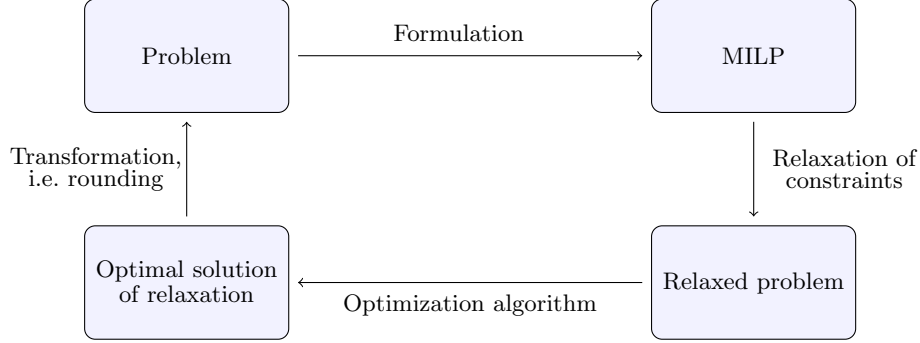 Problem
Formulation
MILP
Transformation,
i.e. rounding
Relaxation of
constraints
Optimal solution
of relaxation
Optimization algorithm
Relaxed problem